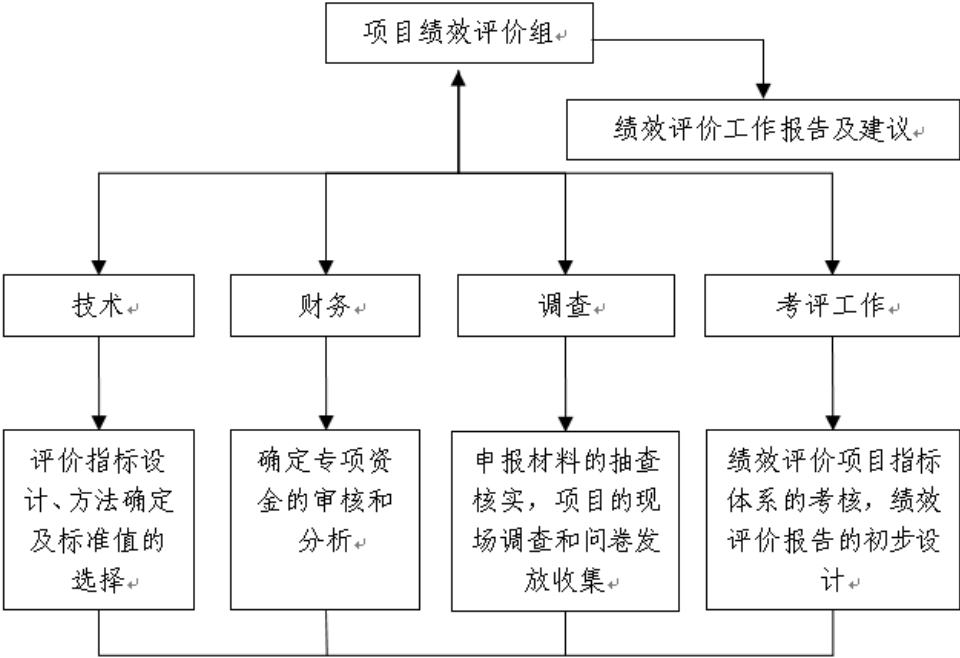 项目绩效评价组
绩效评价工作报告及建议
技术
财务
调查
考评工作
评价指标设
计、方法确定
及标准值的
选择
确定专项资
金的审核和
分析
申报材料的抽查
核实，项目的现
场调查和问卷发
放收集
绩效评价项目指标
体系的考核，绩效
评价报告的初步设
计